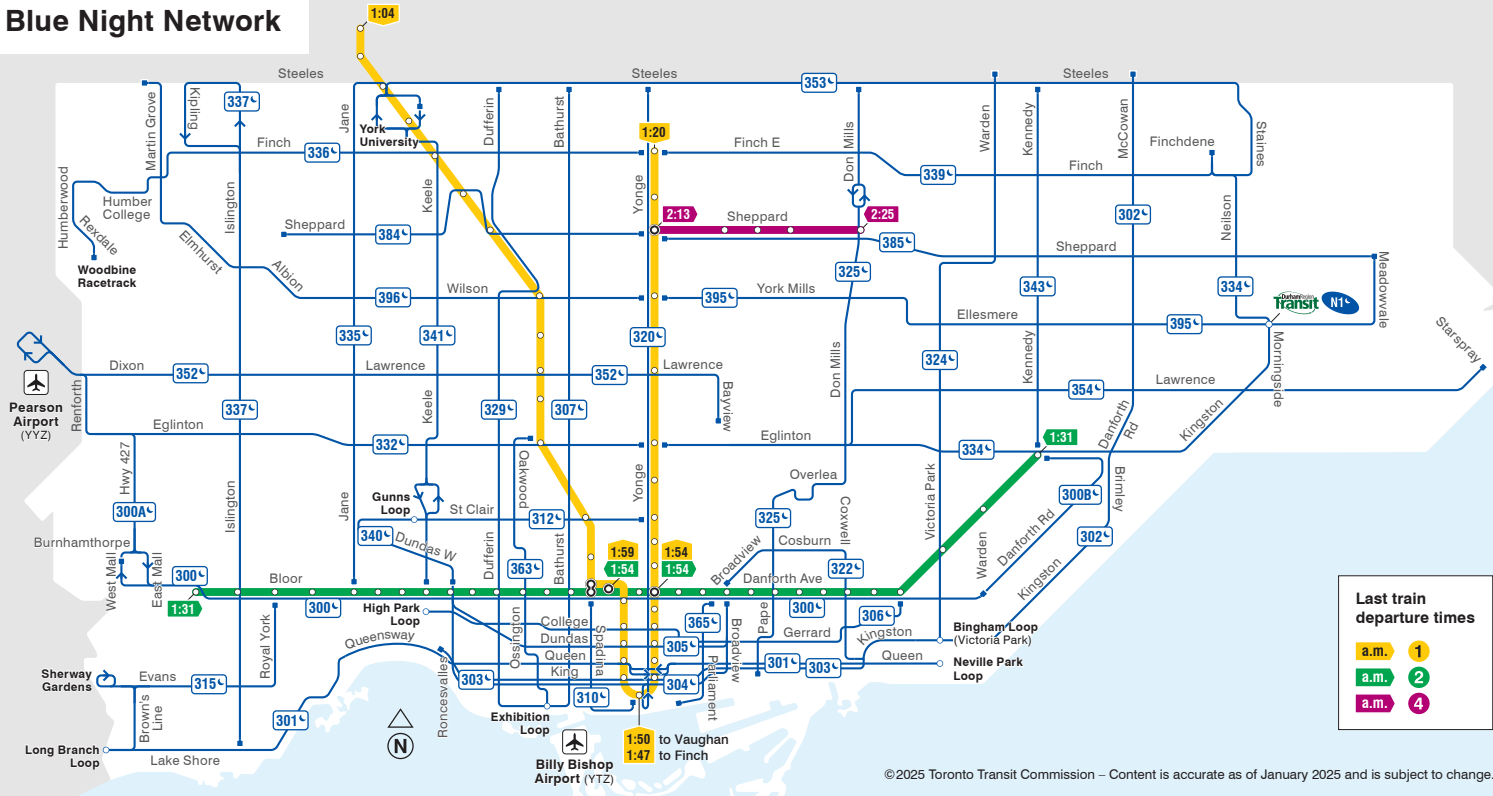 Blue Night Network
1:04
Steeles
Steeles
Steeles
353
Martin Grove
Kipling
337
Jane
York
University
Dufferin
Bathurst
1:20
Don Mills
Warden
Kennedy
McCowan
Finchdene
Staines
Finch
336
Finch E
339
Finch
Humberwood
Humber
College
Rexdale
Woodbine
Racetrack
Islington
Elmhurst
Albion
Keele
Yonge
Sheppard
384
2:13
Sheppard
2:25
385
Sheppard
302
Neilson
Meadowvale
396
Wilson
395
York Mills
325
343
334
DurhamRegion
Transit
N1
Ellesmere
395
Starspray
335
341
320
324
Kennedy
Morningside
Pearson
Airport
(YYZ)
Dixon
352
Lawrence
352
Lawrence
Bayview
Don Mills
354
Lawrence
Renforth
337
Keele
329
307
Danforth
Rd
Kingston
Eglinton
332
Eglinton
334
1:31
Hwy 427
300A
Islington
Jane
Gunns
Loop
Oakwood
Yonge
Overlea
Victoria Park
300B
Brimley
St Clair
312
325
Coxwell
Burnhamthorpe
340
Dundas W
Dufferin
Bathurst
1:59
1:54
1:54
1:54
Broadview
Cosburn
Warden
Danforth Rd
302
West Mall
East Mall
300
Bloor
363
322
Danforth Ave
Kingston
1:31
300
High Park
Loop
Ossington
College
Dundas
Queen
King
Spadina
365
Broadview
Pape
300
306
Gerrard
Kingston
Bingham Loop
(Victoria Park)
305
Royal York
Queensway
Roncesvalles
303
304
Parliament
301
303
Queen
Neville Park
Loop
Sherway
Gardens
Evans
315
310
Brown's
Line
301
Exhibition
Loop
Long Branch
Loop
Lake Shore
N
Billy Bishop
Airport (YTZ)
1:50 to Vaughan
1:47 to Finch
Last train
departure times
a.m. 1
a.m. 2
a.m. 4
©2025 Toronto Transit Commission – Content is accurate as of January 2025 and is subject to change.